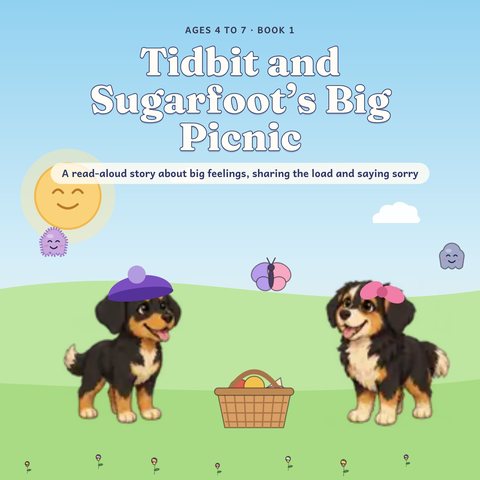 AGES 4 TO 7 · BOOK 1
Tidbit and
Sugarfoot’s Big
Picnic
A read-aloud story about big feelings, sharing the load and saying sorry